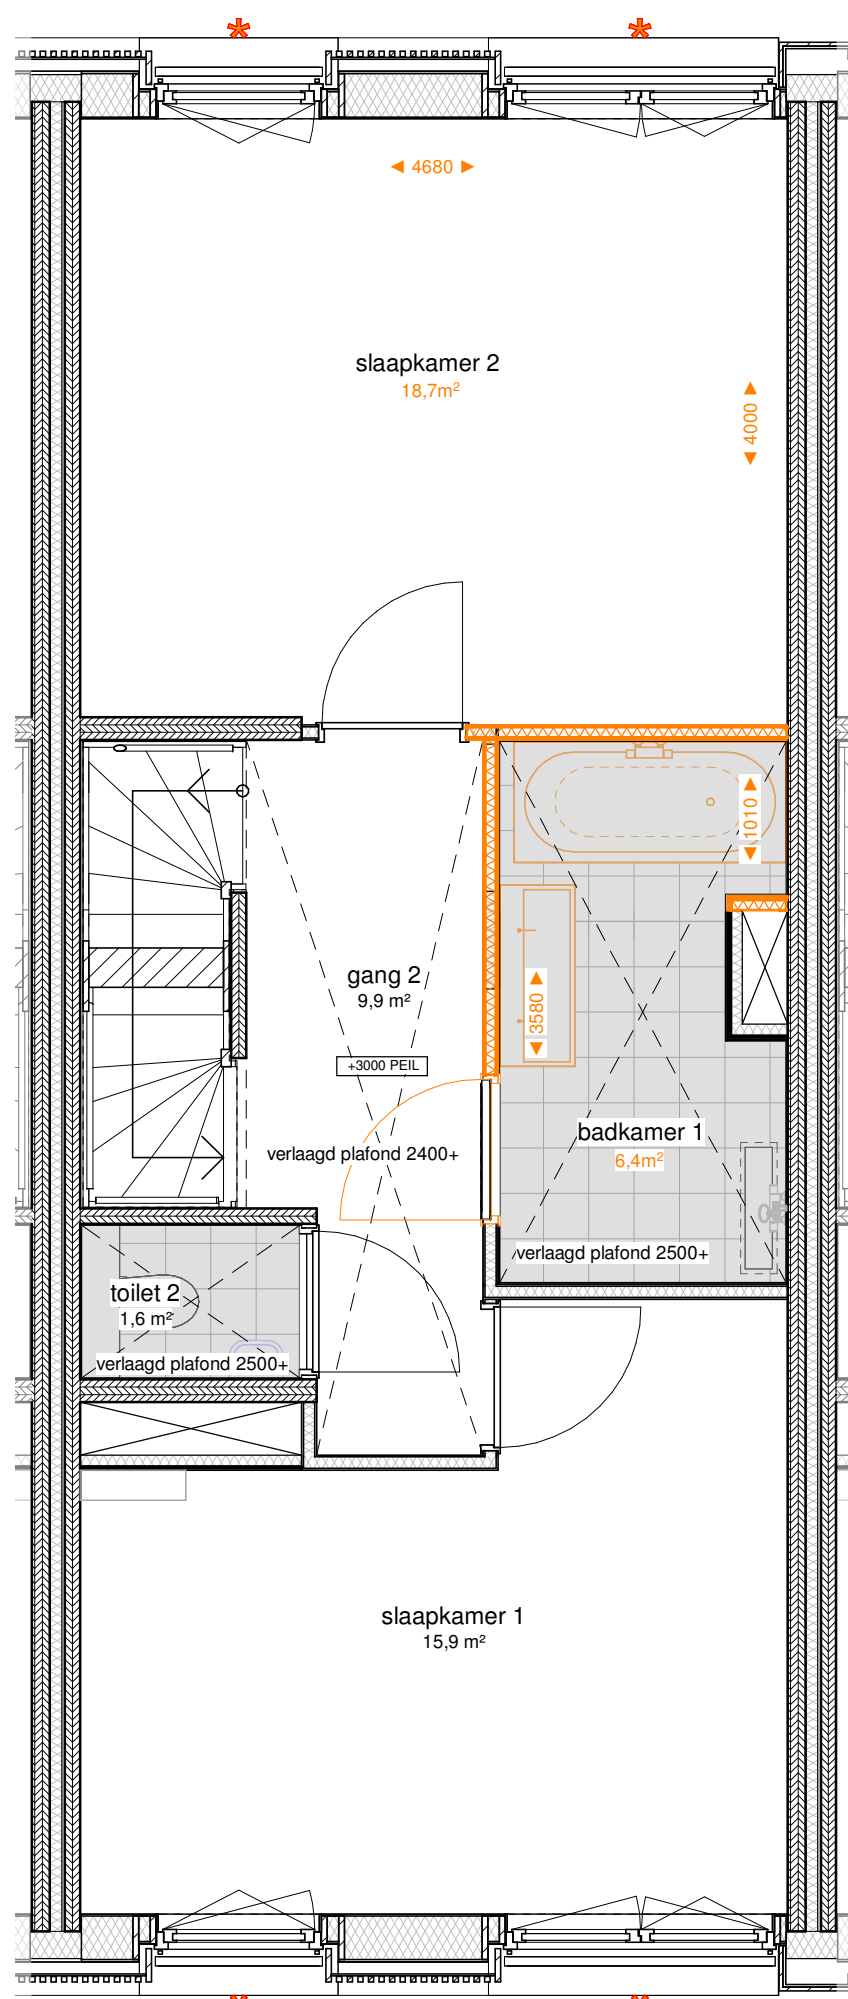 4680
slaapkamer 2
18,7m²
4000
1010
gang 2
9,9 m²
3580
+3000 PEIL
badkamer 1
6,4m²
verlaagd plafond 2400+
verlaagd plafond 2500+
toilet 2
1,6 m²
verlaagd plafond 2500+
slaapkamer 1
15,9 m²